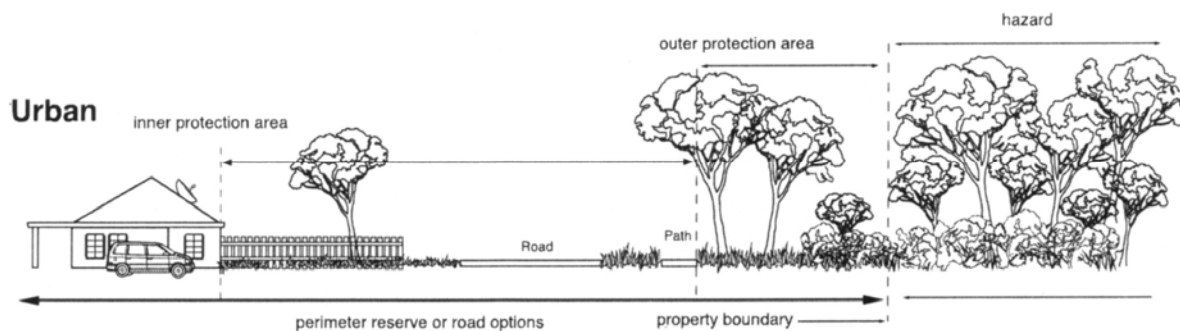 hazard
outer protection area
Urban
inner protection area
Road
Path
perimeter reserve or road options
property boundary